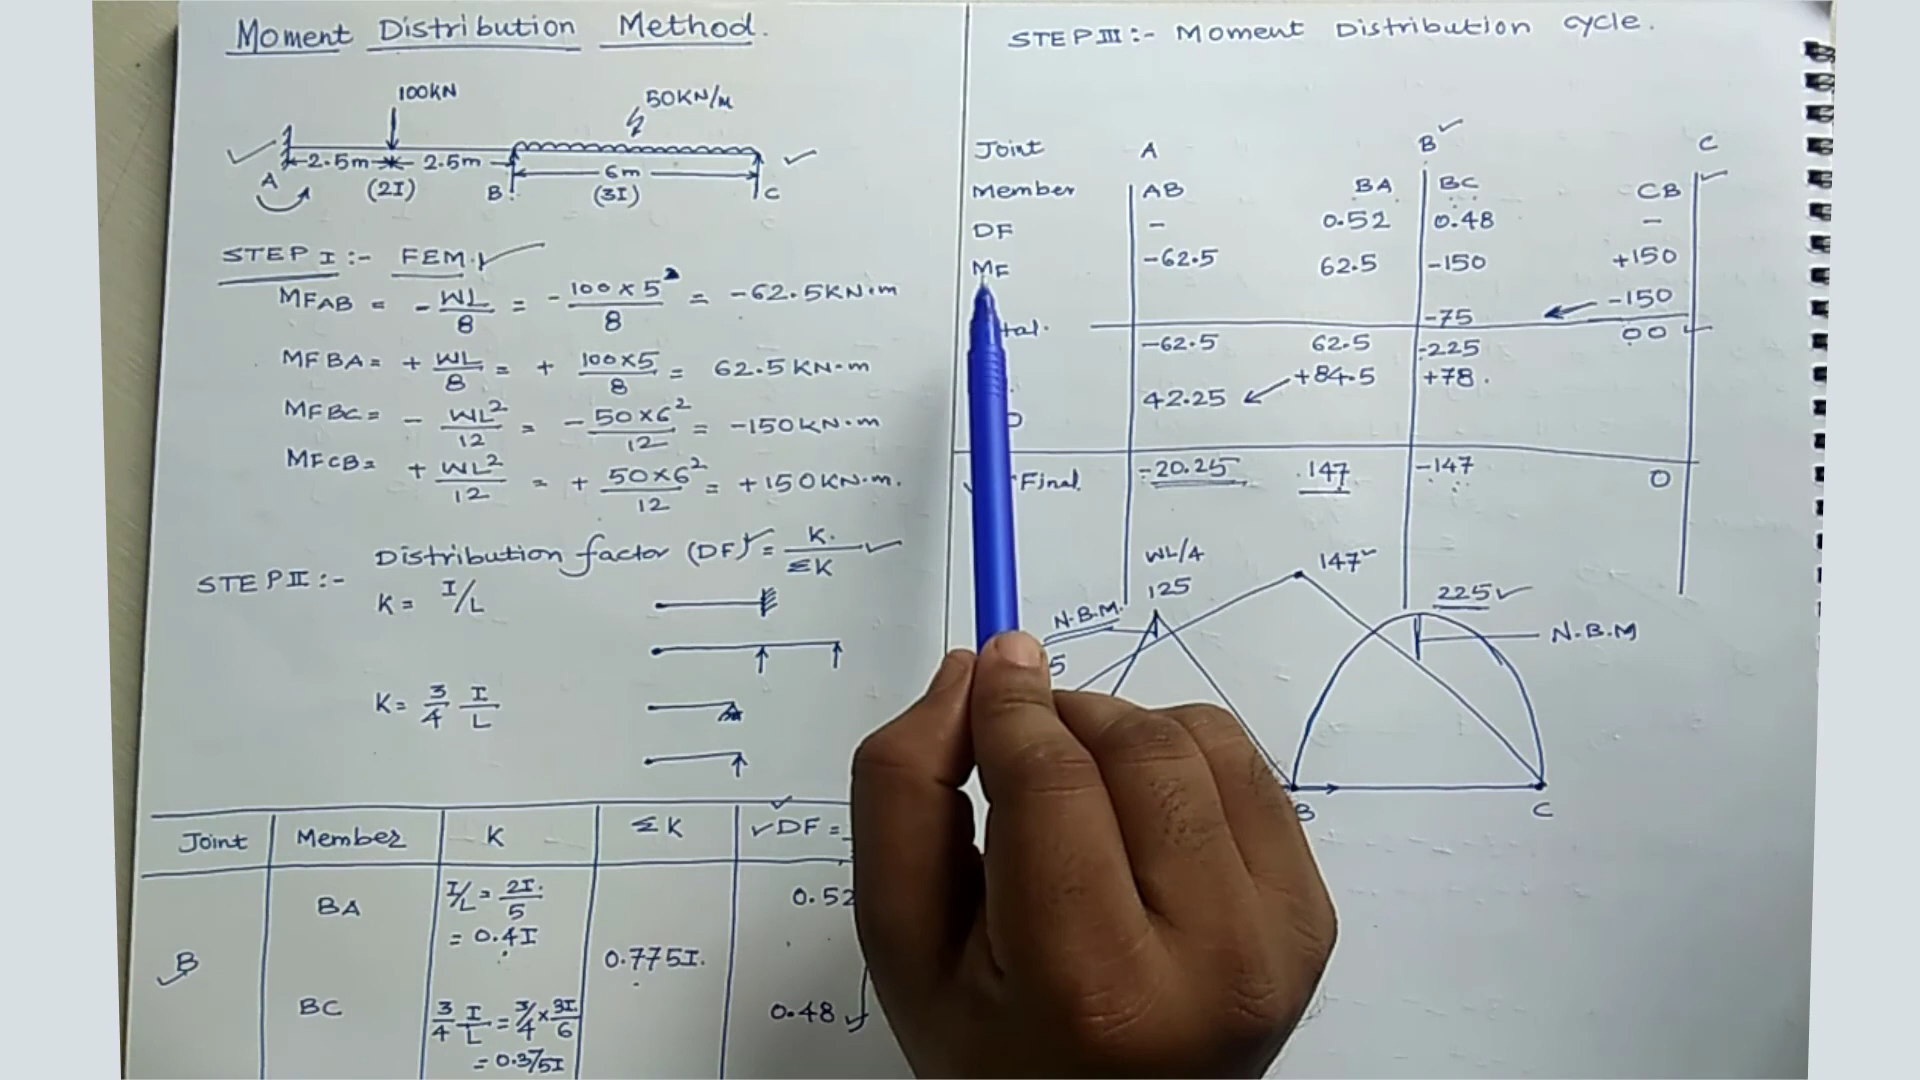 Moment Distribution Method.
100KN
50KN/M
2.5m 2.5m
6m
A (2I) B (3I) C
STEP I :- FEM.
MFAB = - WL/8 = - 100 x 5/8 = -62.5KN.m
MFBA = + WL/8 = + 100x5/8 = 62.5 KN-m
MFBC = - WL²/12 = - 50x6²/12 = -150KN.m
MFCB = + WL²/12 = + 50x6²/12 = +150KN.m.
STEP II :- Distribution factor (DF) = K./ΣK
K = I/L
K = 3/4 I/L
Joint Member K ΣK DF =
B BA I/L = 2I./5 = 0.4I 0.775I. 0.52
BC 3/4 I/L = 3/4 x 3I/6 = 0.375I 0.48
STEP III :- Moment Distribution cycle.
Joint A B C
Member AB BA BC CB
DF - 0.52 0.48 -
MF -62.5 62.5 -150 +150
-75 -150
-62.5 62.5 -225 00
+84.5 +78.
42.25
Final -20.25 147 -147 0
WL/4
125
147
225
N.B.M.
N.B.M
B C